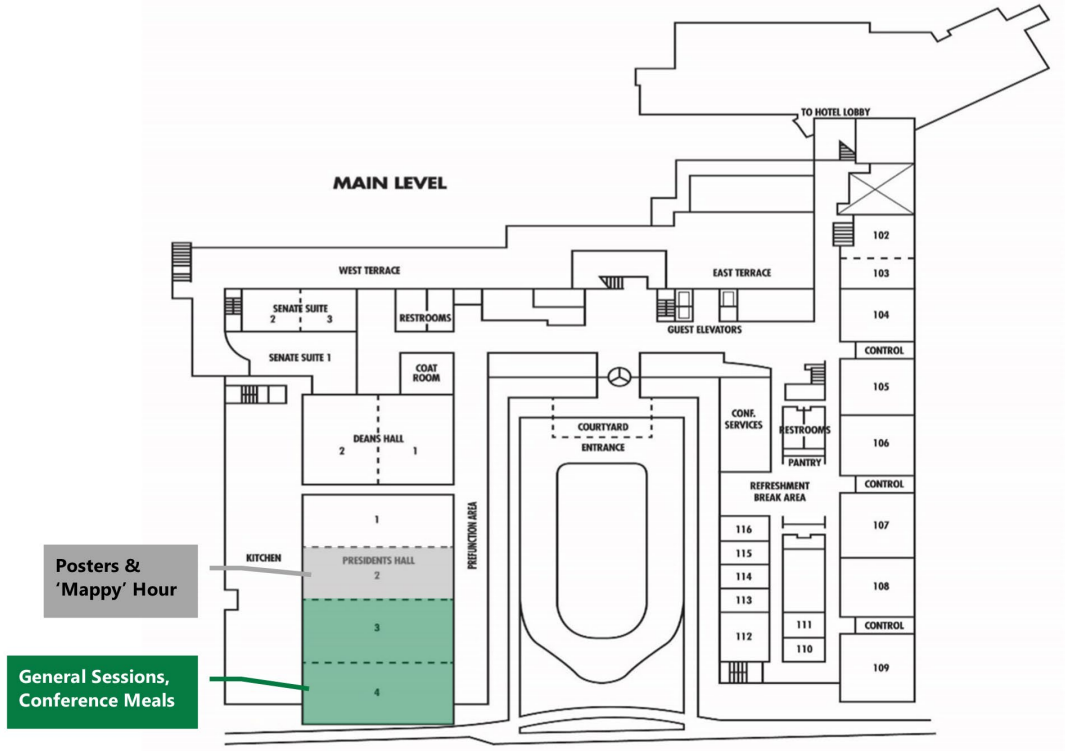 TO HOTEL LOBBY
MAIN LEVEL
102
103
WEST TERRACE
EAST TERRACE
SENATE SUITE
2
3
RESTROOMS
GUEST ELEVATORS
104
CONTROL
SENATE SUITE 1
COAT
ROOM
105
CONF.
SERVICES
COURTYARD
ENTRANCE
RESTROOMS
106
DEANS HALL
2
1
PANTRY
REFRESHMENT
BREAK AREA
CONTROL
1
PREFUNCTION AREA
107
116
115
114
113
112
111
110
KITCHEN
PRESIDENTS HALL
2
108
3
CONTROL
109
4
Posters &
‘Mappy’ Hour
General Sessions,
Conference Meals